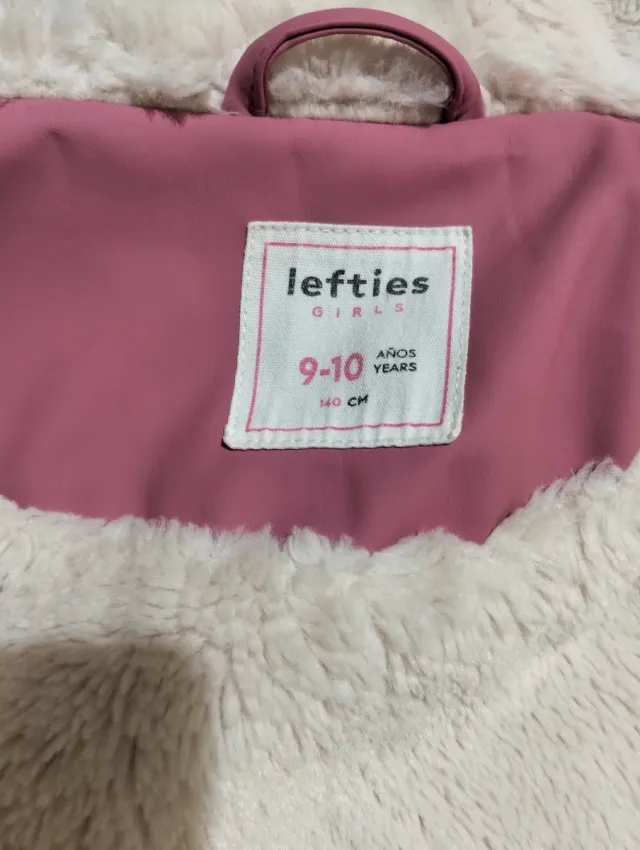 lefties
GIRLS
9-10 AÑOS
YEARS
140 CM